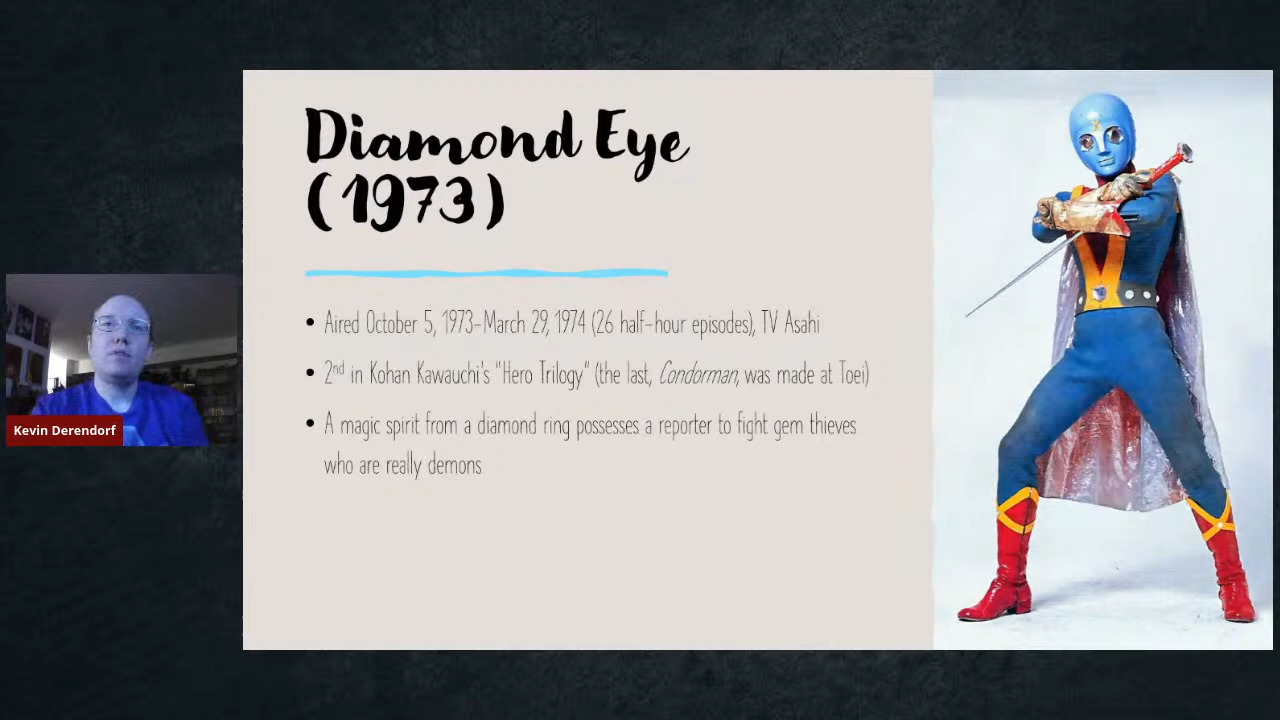 Diamond Eye
(1973)
• Aired October 5, 1973–March 29, 1974 (26 half-hour episodes), TV Asahi
• 2nd in Kohan Kawauchi's "Hero Trilogy" (the last, Condorman, was made at Toei)
• A magic spirit from a diamond ring possesses a reporter to fight gem thieves
who are really demons
Kevin Derendorf